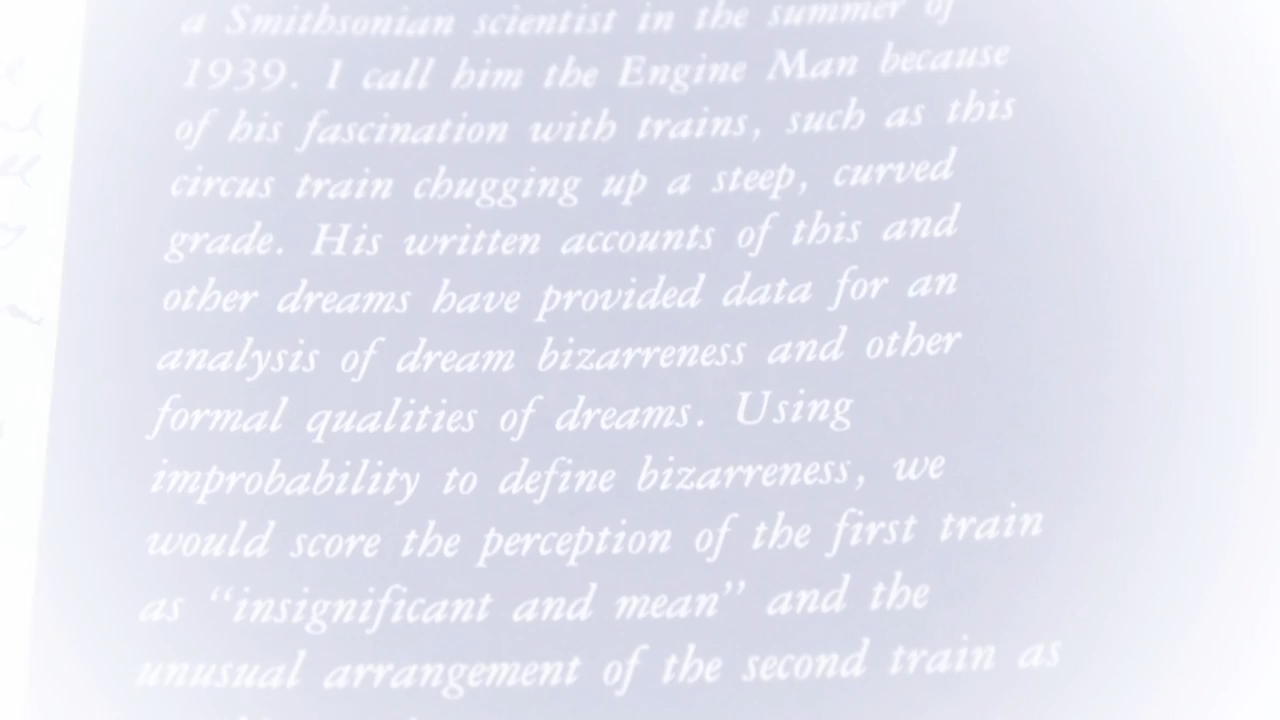 a Smithsonian scientist in the summer of
1939. I call him the Engine Man because
of his fascination with trains, such as this
circus train chugging up a steep, curved
grade. His written accounts of this and
other dreams have provided data for an
analysis of dream bizarreness and other
formal qualities of dreams. Using
improbability to define bizarreness, we
would score the perception of the first train
as “insignificant and mean” and the
unusual arrangement of the second train as